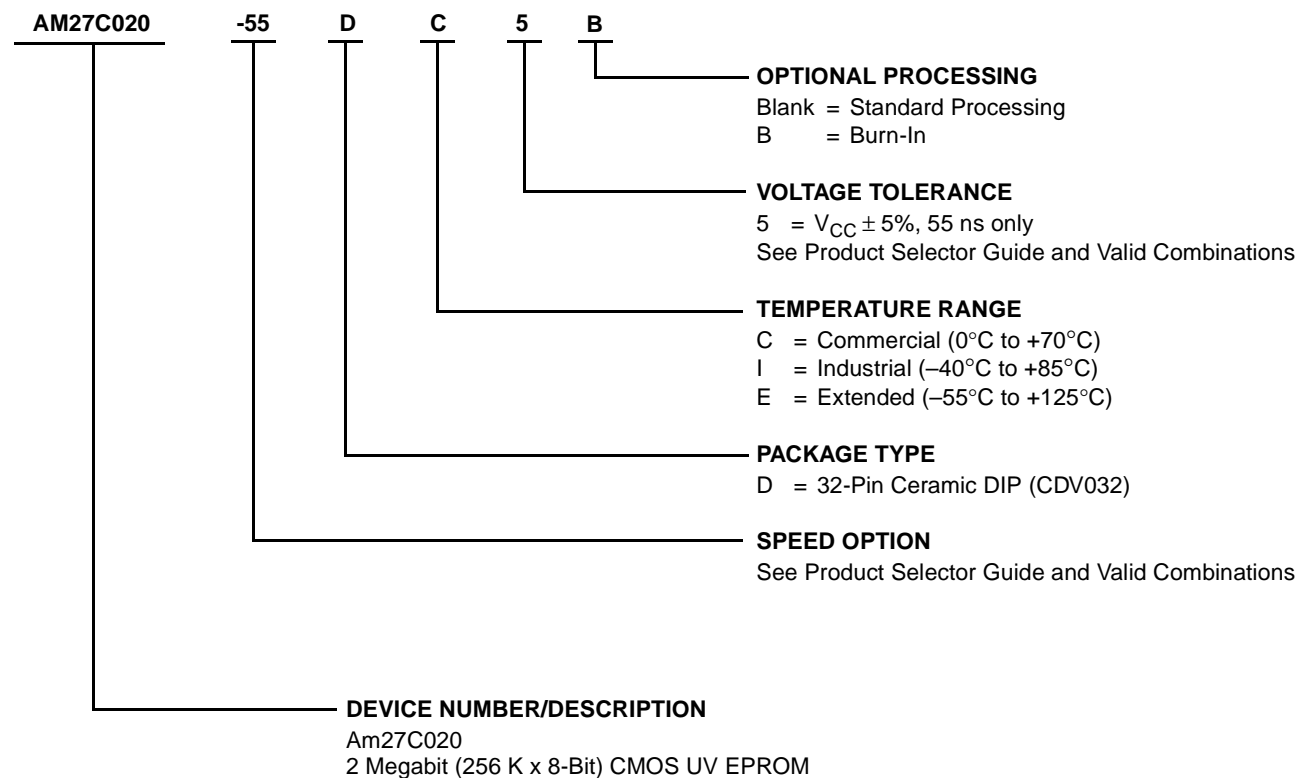 AM27C020 -55 D C 5 B
OPTIONAL PROCESSING
Blank = Standard Processing
B = Burn-In
VOLTAGE TOLERANCE
5 = VCC ± 5%, 55 ns only
See Product Selector Guide and Valid Combinations
TEMPERATURE RANGE
C = Commercial (0°C to +70°C)
I = Industrial (–40°C to +85°C)
E = Extended (–55°C to +125°C)
PACKAGE TYPE
D = 32-Pin Ceramic DIP (CDV032)
SPEED OPTION
See Product Selector Guide and Valid Combinations
DEVICE NUMBER/DESCRIPTION
Am27C020
2 Megabit (256 K x 8-Bit) CMOS UV EPROM